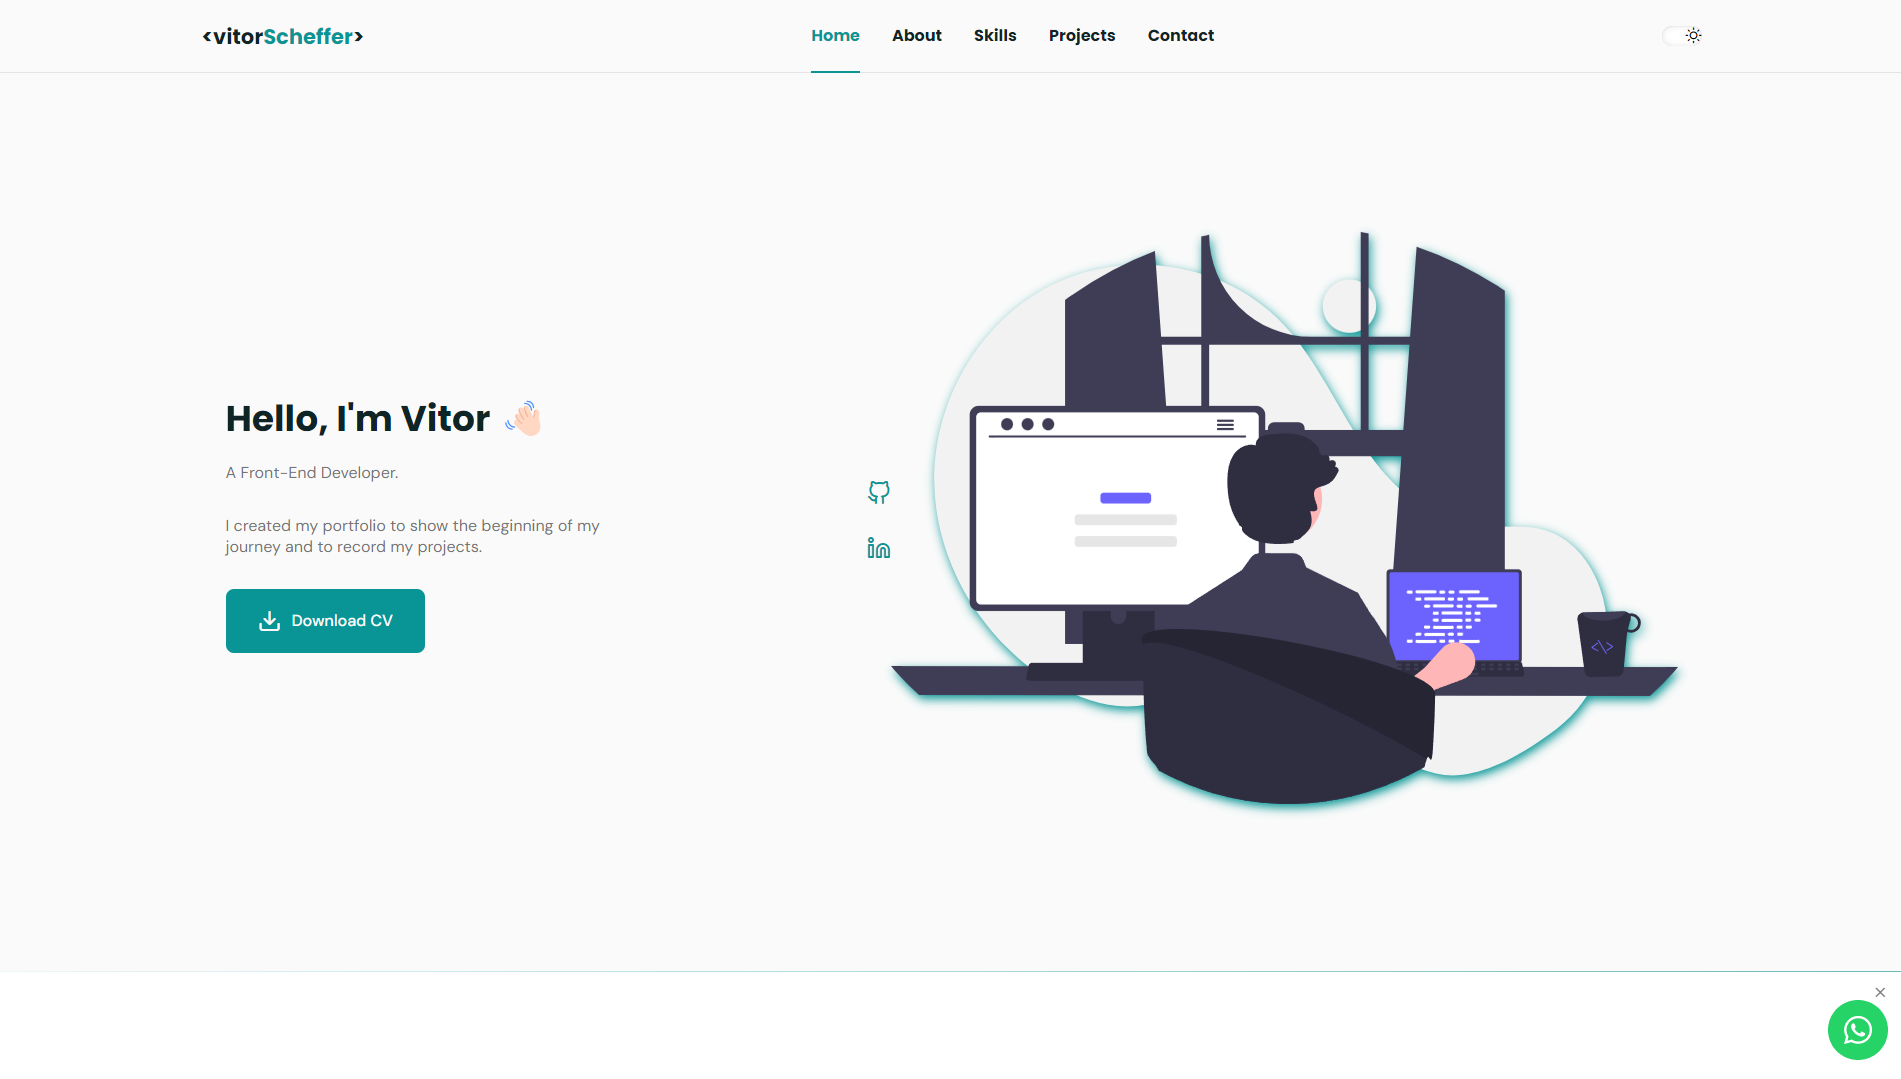 <vitorScheffer>
Home About Skills Projects Contact
Hello, I'm Vitor 👋🏻
A Front-End Developer.
I created my portfolio to show the beginning of my
journey and to record my projects.
Download CV
<\>